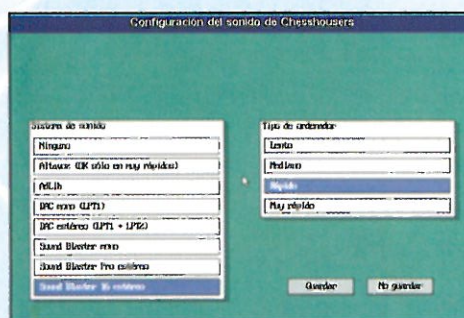 Configuración del sonido de Chesshousers
Sistema de sonido
Ninguno
Altavoz (OK sólo en muy rápidos)
AdLib
DAC mono (LPT1)
DAC estéreo (LPT1 + LPT2)
Sound Blaster mono
Sound Blaster Pro estéreo
Sound Blaster 16 estéreo
Tipo de ordenador
Lento
Mediano
Rápido
Muy rápido
Guardar
No guardar